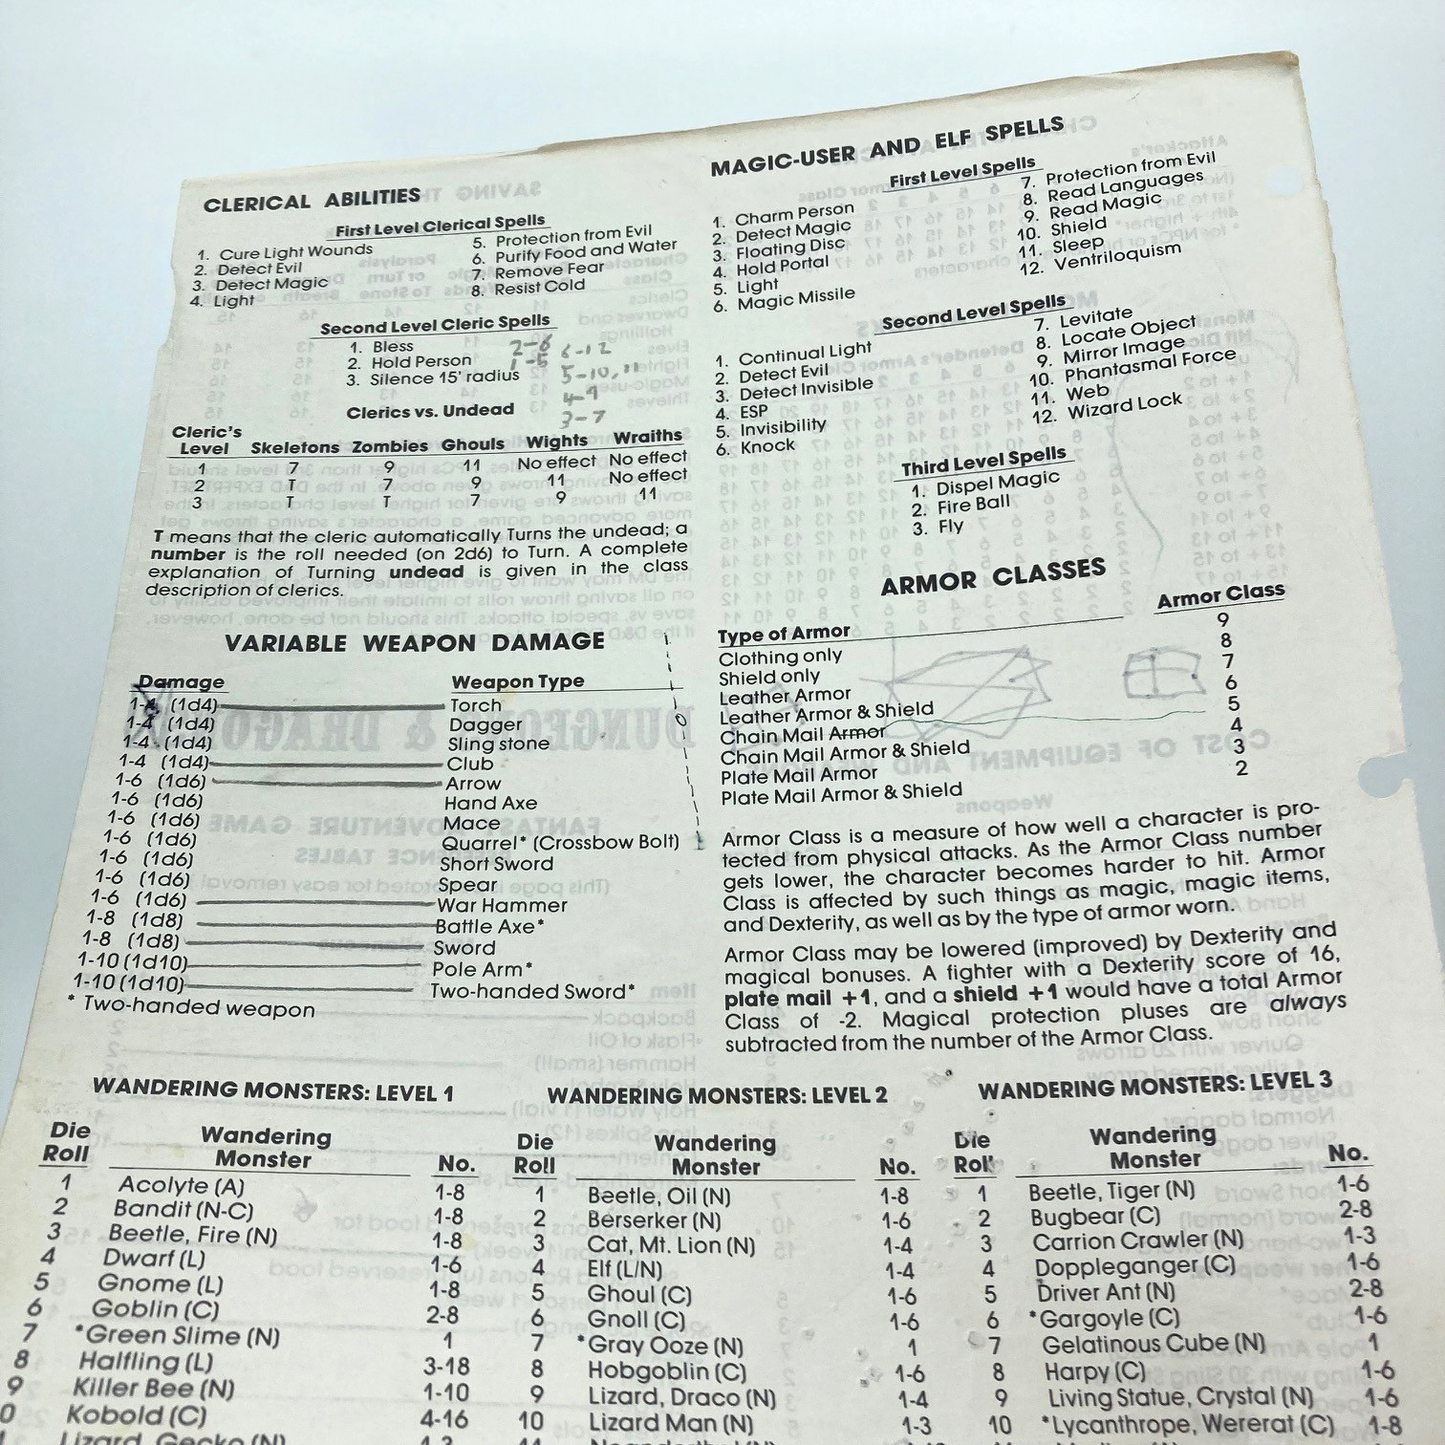 CLERICAL ABILITIES
First Level Clerical Spells
1. Cure Light Wounds
2. Detect Evil
3. Detect Magic
4. Light
5. Protection from Evil
6. Purify Food and Water
7. Remove Fear
8. Resist Cold
Second Level Cleric Spells
1. Bless
2. Hold Person
3. Silence 15' radius
2-6 6-12
1-5 5-10, 11
4-9
3-7
Clerics vs. Undead
Cleric's Level Skeletons Zombies Ghouls Wights Wraiths
1 7 9 11 No effect No effect
2 T 7 9 11 No effect
3 T T 7 9 11
T means that the cleric automatically Turns the undead; a
number is the roll needed (on 2d6) to Turn. A complete
explanation of Turning undead is given in the class
description of clerics.
VARIABLE WEAPON DAMAGE
Damage Weapon Type
1-4 (1d4) Torch
1-4 (1d4) Dagger
1-4 (1d4) Sling stone
1-4 (1d4) Club
1-6 (1d6) Arrow
1-6 (1d6) Hand Axe
1-6 (1d6) Mace
1-6 (1d6) Quarrel* (Crossbow Bolt)
1-6 (1d6) Short Sword
1-6 (1d6) Spear
1-6 (1d6) War Hammer
1-8 (1d8) Battle Axe*
1-8 (1d8) Sword
1-10 (1d10) Pole Arm*
1-10 (1d10) Two-handed Sword*
* Two-handed weapon
MAGIC-USER AND ELF SPELLS
First Level Spells
1. Charm Person
2. Detect Magic
3. Floating Disc
4. Hold Portal
5. Light
6. Magic Missile
7. Protection from Evil
8. Read Languages
9. Read Magic
10. Shield
11. Sleep
12. Ventriloquism
Second Level Spells
1. Continual Light
2. Detect Evil
3. Detect Invisible
4. ESP
5. Invisibility
6. Knock
7. Levitate
8. Locate Object
9. Mirror Image
10. Phantasmal Force
11. Web
12. Wizard Lock
Third Level Spells
1. Dispel Magic
2. Fire Ball
3. Fly
ARMOR CLASSES
Type of Armor Armor Class
Clothing only 9
Shield only 8
Leather Armor 7
Leather Armor & Shield 6
Chain Mail Armor 5
Chain Mail Armor & Shield 4
Plate Mail Armor 3
Plate Mail Armor & Shield 2
Armor Class is a measure of how well a character is pro-
tected from physical attacks. As the Armor Class number
gets lower, the character becomes harder to hit. Armor
Class is affected by such things as magic, magic items,
and Dexterity, as well as by the type of armor worn.
Armor Class may be lowered (improved) by Dexterity and
magical bonuses. A fighter with a Dexterity score of 16,
plate mail +1, and a shield +1 would have a total Armor
Class of -2. Magical protection pluses are always
subtracted from the number of the Armor Class.
WANDERING MONSTERS: LEVEL 1
Die Roll Wandering Monster No.
1 Acolyte (A) 1-8
2 Bandit (N-C) 1-8
3 Beetle, Fire (N) 1-8
4 Dwarf (L) 1-6
5 Gnome (L) 1-8
6 Goblin (C) 2-8
7 *Green Slime (N) 1
8 Halfling (L) 3-18
9 Killer Bee (N) 1-10
0 Kobold (C) 4-16
Lizard, Gecko (N) 1-3
WANDERING MONSTERS: LEVEL 2
Die Roll Wandering Monster No.
1 Beetle, Oil (N) 1-8
2 Berserker (N) 1-6
3 Cat, Mt. Lion (N) 1-4
4 Elf (L/N) 1-4
5 Ghoul (C) 1-6
6 Gnoll (C) 1-6
7 *Gray Ooze (N) 1
8 Hobgoblin (C) 1-6
9 Lizard, Draco (N) 1-4
10 Lizard Man (N) 1-3
WANDERING MONSTERS: LEVEL 3
Die Roll Wandering Monster No.
1 Beetle, Tiger (N) 1-6
2 Bugbear (C) 2-8
3 Carrion Crawler (N) 1-3
4 Doppleganger (C) 1-6
5 Driver Ant (N) 2-8
6 *Gargoyle (C) 1-6
7 Gelatinous Cube (N) 1
8 Harpy (C) 1-6
9 Living Statue, Crystal (N) 1-6
10 *Lycanthrope, Wererat (C) 1-8